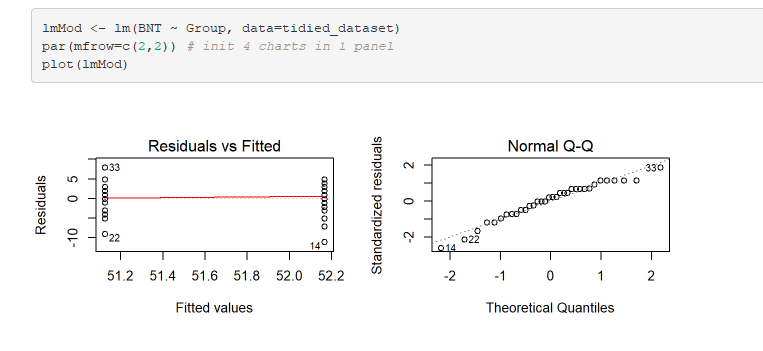 lmMod <- lm(BNT ~ Group, data=tidied_dataset)
par(mfrow=c(2,2)) # init 4 charts in 1 panel
plot(lmMod)
Residuals vs Fitted
Residuals
5
0
-10
33
22
14
51.2 51.4 51.6 51.8 52.0 52.2
Fitted values
Normal Q-Q
Standardized residuals
2
0
-2
33
22
14
-2 -1 0 1 2
Theoretical Quantiles